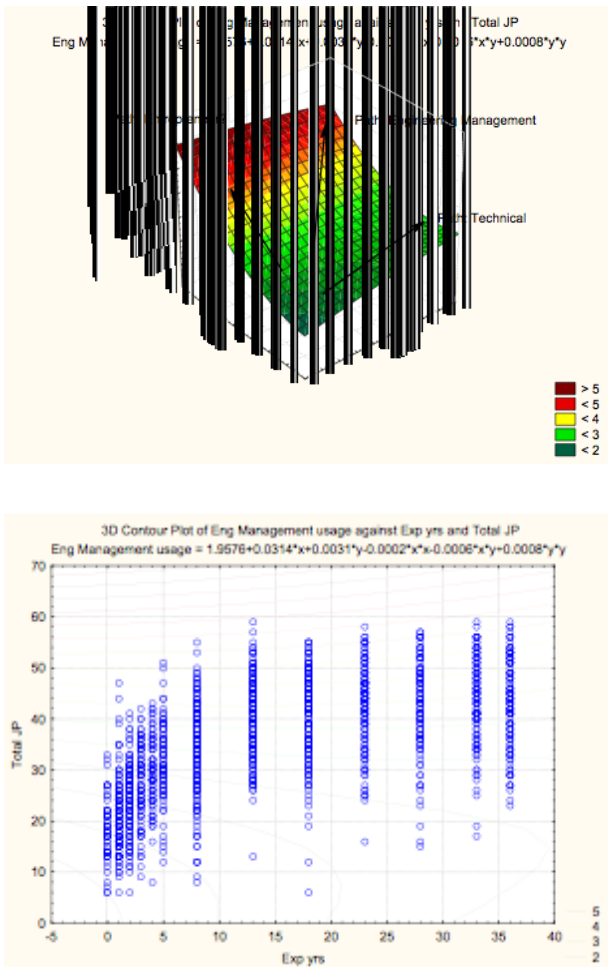 Eng
Path: Engineering Management
Technical
> 5
< 5
< 4
< 3
< 2
3D Contour Plot of Eng Management usage against Exp yrs and Total JP
Eng Management usage = 1.9576+0.0314*x+0.0031*y-0.0002*x*x-0.0006*x*y+0.0008*y*y
70
60
50
40
30
20
10
0
Total JP
-5 0 5 10 15 20 25 30 35 40
Exp yrs
5
4
3
2